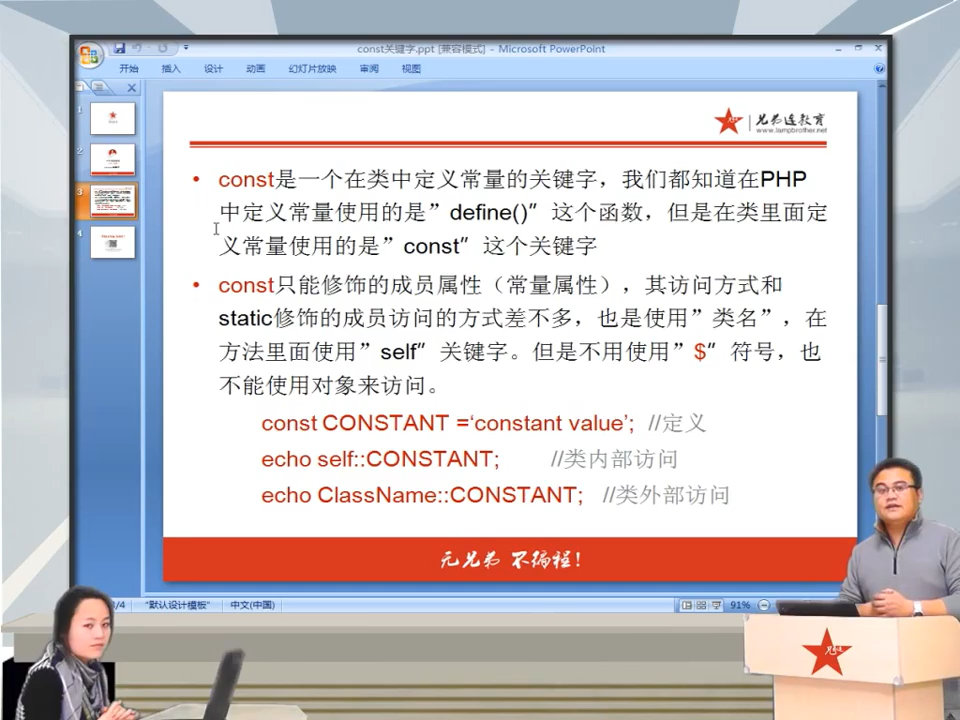 const关键字.ppt [兼容模式] - Microsoft PowerPoint
开始 插入 设计 动画 幻灯片放映 审阅 视图
1
2
3
4
兄弟连教育
www.lampbrother.net
• const是一个在类中定义常量的关键字，我们都知道在PHP
中定义常量使用的是”define()”这个函数，但是在类里面定
义常量使用的是”const”这个关键字
• const只能修饰的成员属性（常量属性），其访问方式和
static修饰的成员访问的方式差不多，也是使用”类名”，在
方法里面使用”self”关键字。但是不用使用”$”符号，也
不能使用对象来访问。
const CONSTANT =‘constant value’; //定义
echo self::CONSTANT; //类内部访问
echo ClassName::CONSTANT; //类外部访问
无兄弟 不编程!
3/4 "默认设计模板" 中文(中国) 91%